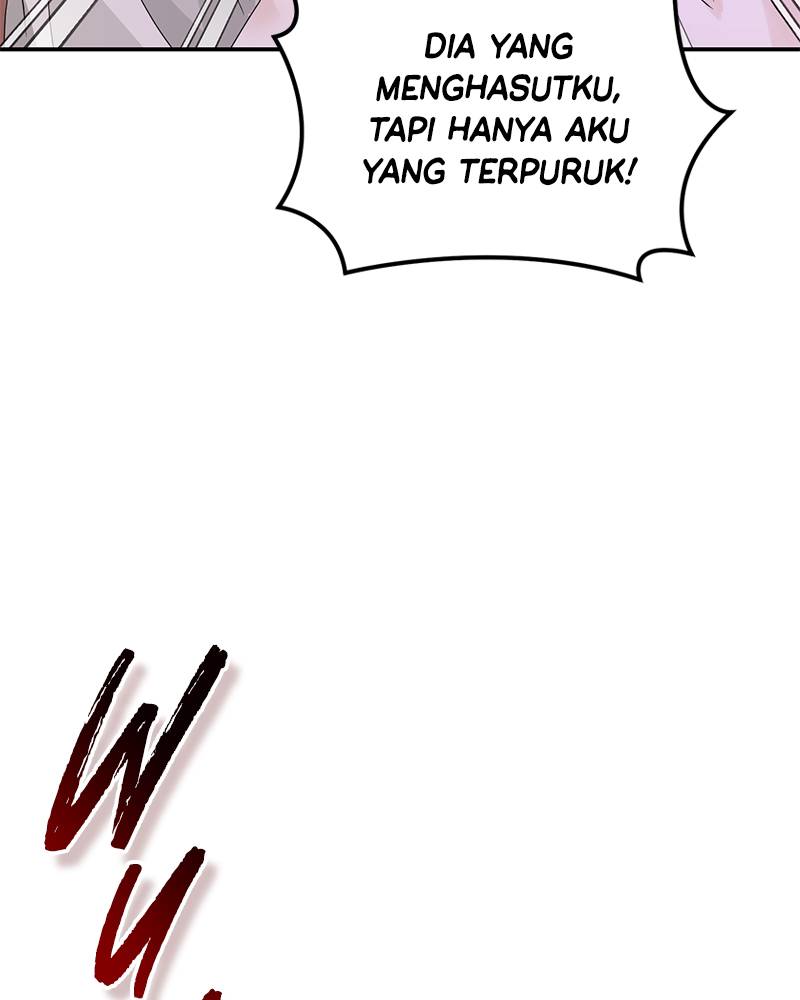 DIA YANG
MENGHASUTKU,
TAPI HANYA AKU
YANG TERPURUK!
W
U